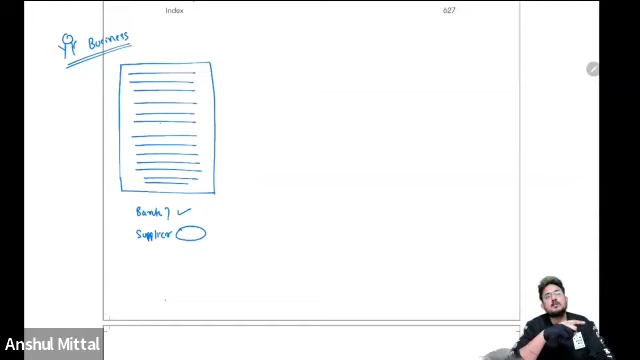 Index 627
Business
Bank? ✓
Supplier
Anshul Mittal